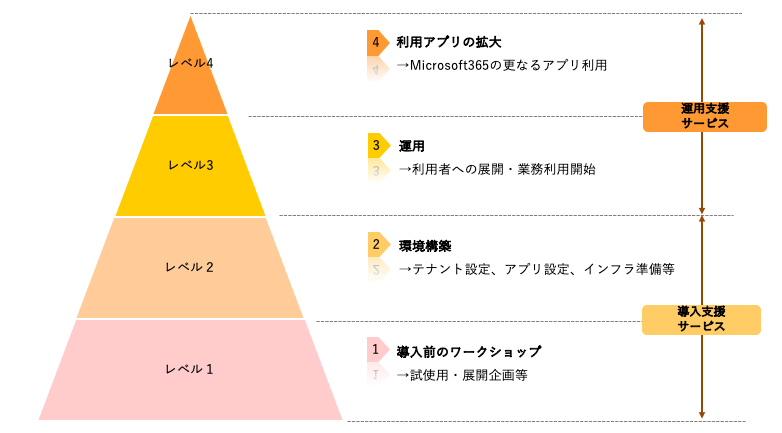 レベル4
4
利用アプリの拡大
→Microsoft365の更なるアプリ利用
運用支援
サービス
レベル3
3
運用
→利用者への展開・業務利用開始
レベル２
2
環境構築
→テナント設定、アプリ設定、インフラ準備等
導入支援
サービス
レベル１
1
導入前のワークショップ
→試使用・展開企画等